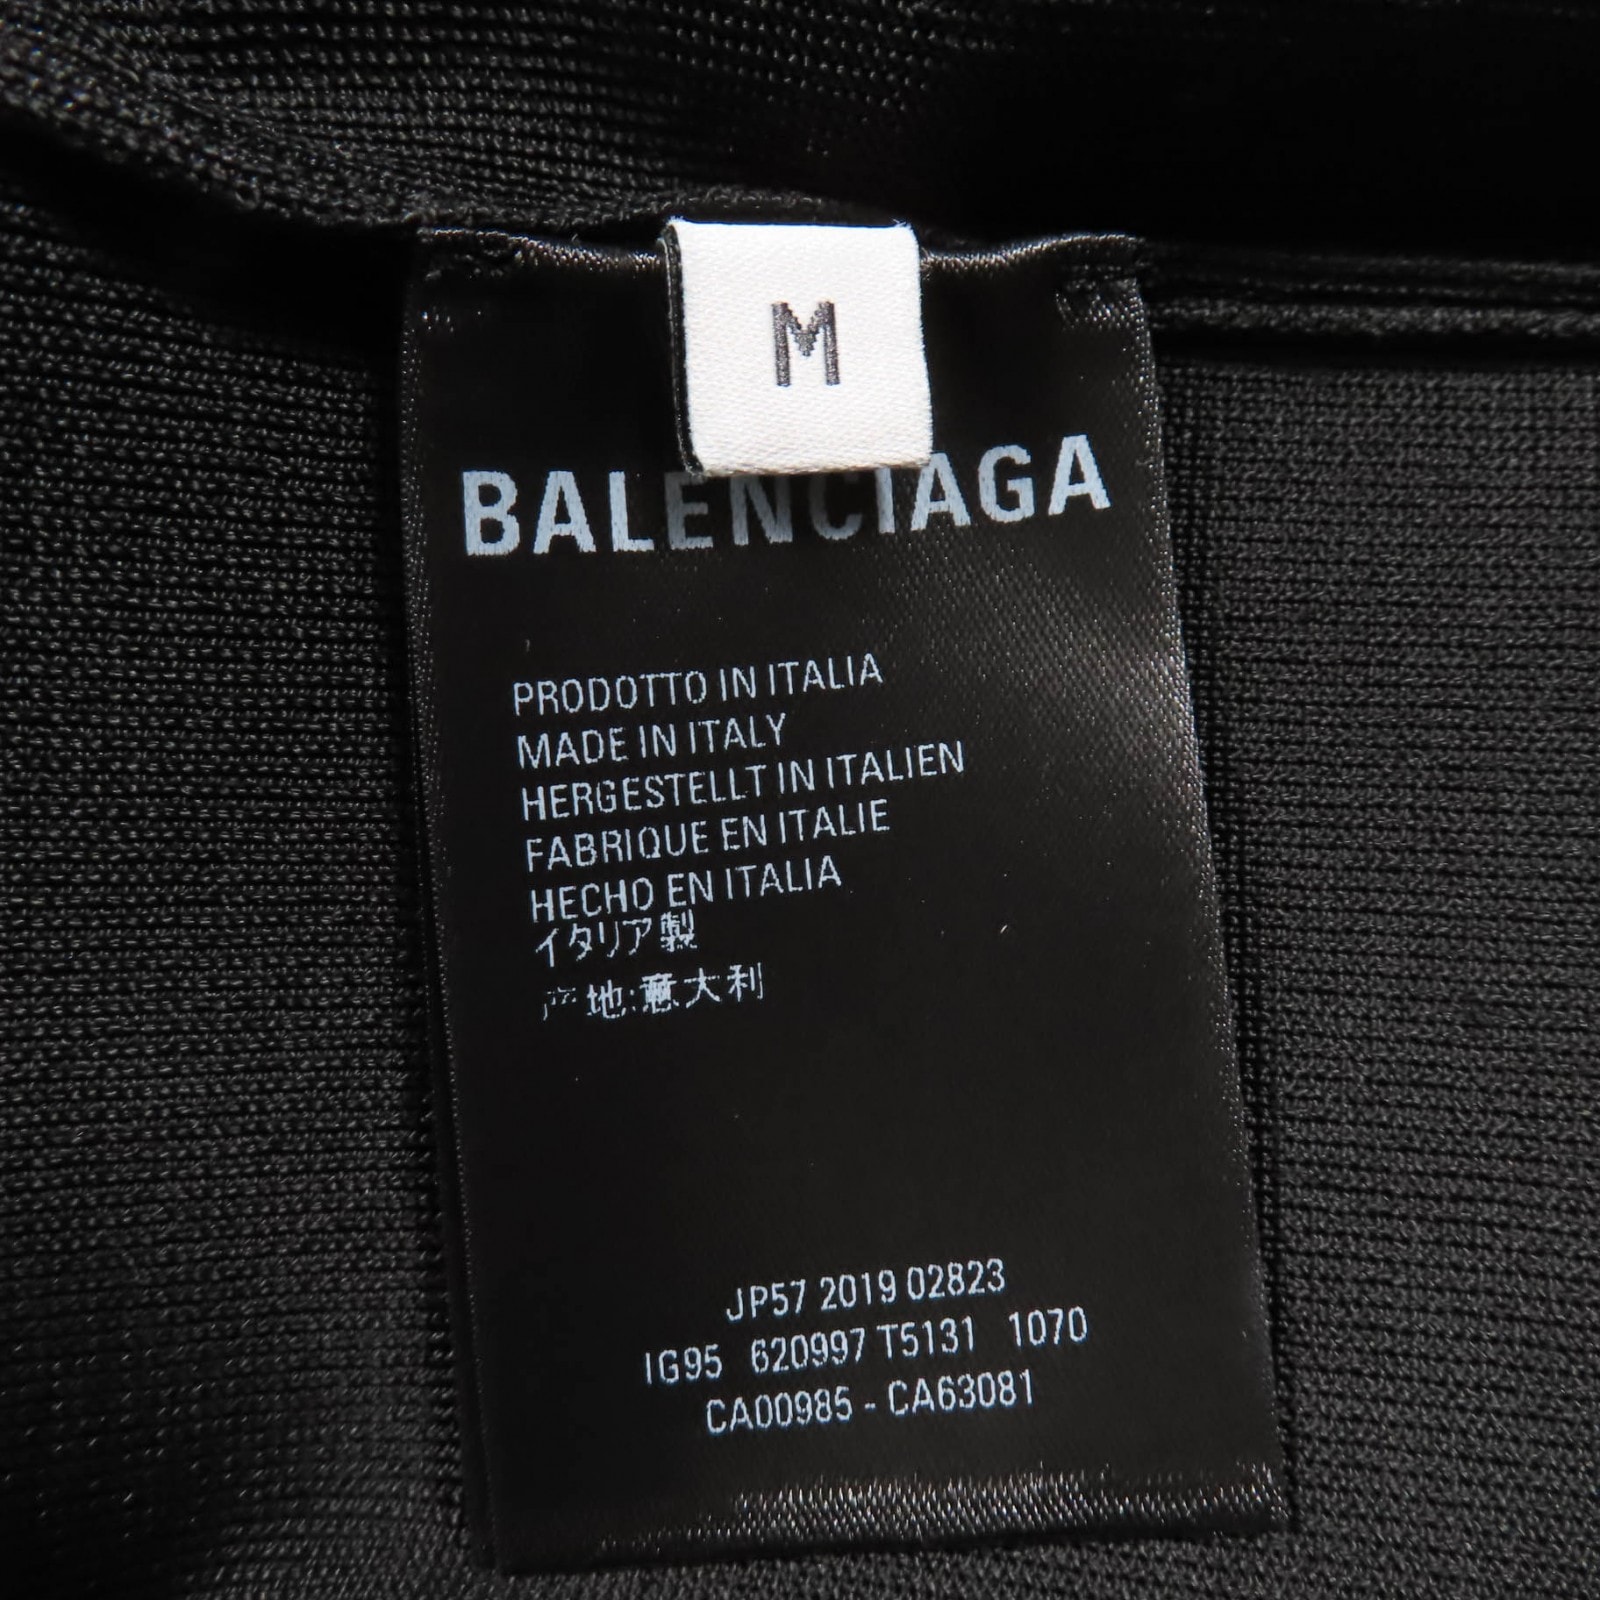 M
BALENCIAGA
PRODOTTO IN ITALIA
MADE IN ITALY
HERGESTELLT IN ITALIEN
FABRIQUE EN ITALIE
HECHO EN ITALIA
イタリア製
产地:意大利
JP57 2019 02823
IG95 620997 T5131 1070
CA00985 - CA63081